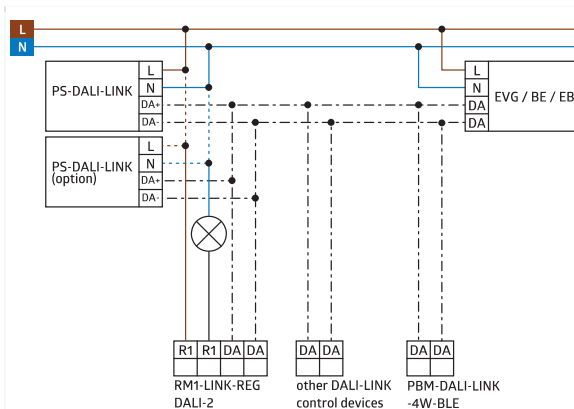 L
N
PS-DALI-LINK
L
N
DA+
DA-
L
N
DA
DA
EVG / BE / EB
PS-DALI-LINK
(option)
L
N
DA+
DA-
R1 R1 DA DA
DA DA
DA DA
RM1-LINK-REG
DALI-2
other DALI-LINK
control devices
PBM-DALI-LINK
-4W-BLE